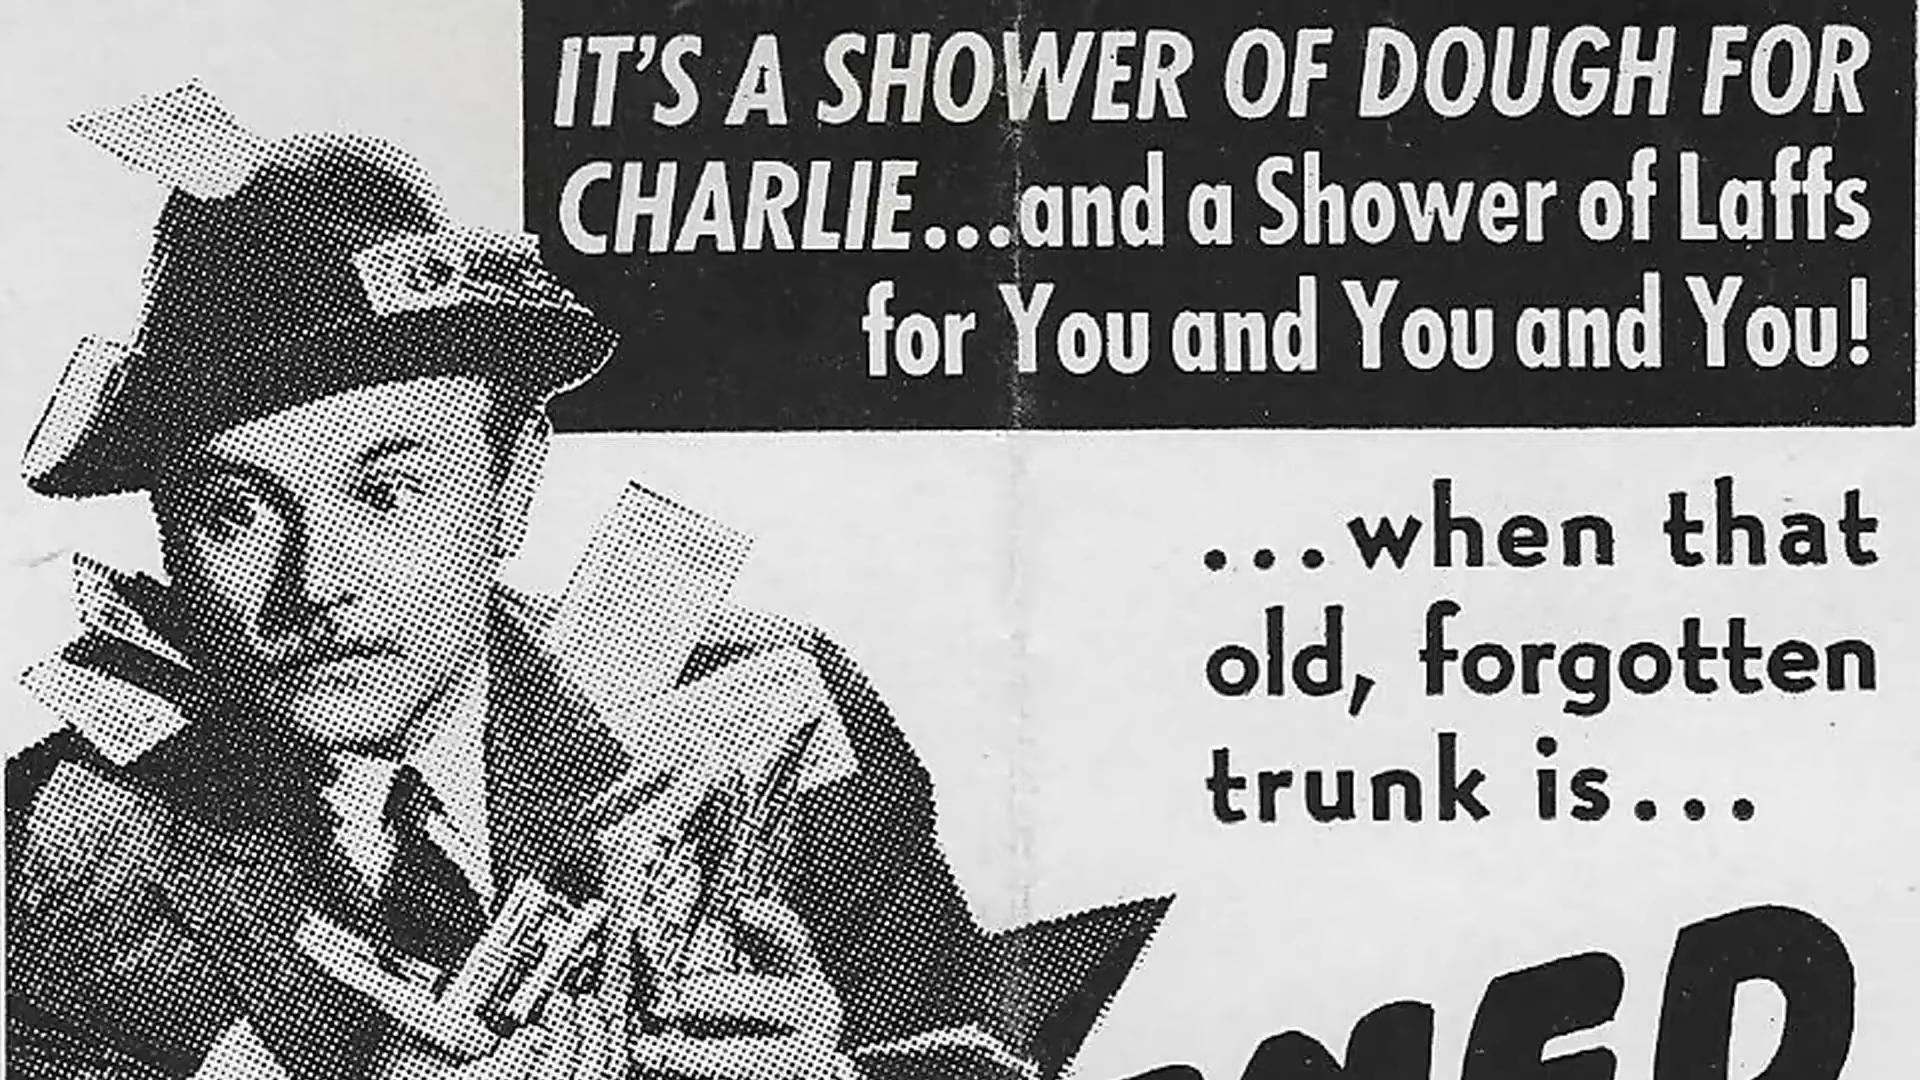 IT'S A SHOWER OF DOUGH FOR
CHARLIE...and a Shower of Laffs
for You and You and You!
...when that
old, forgotten
trunk is...